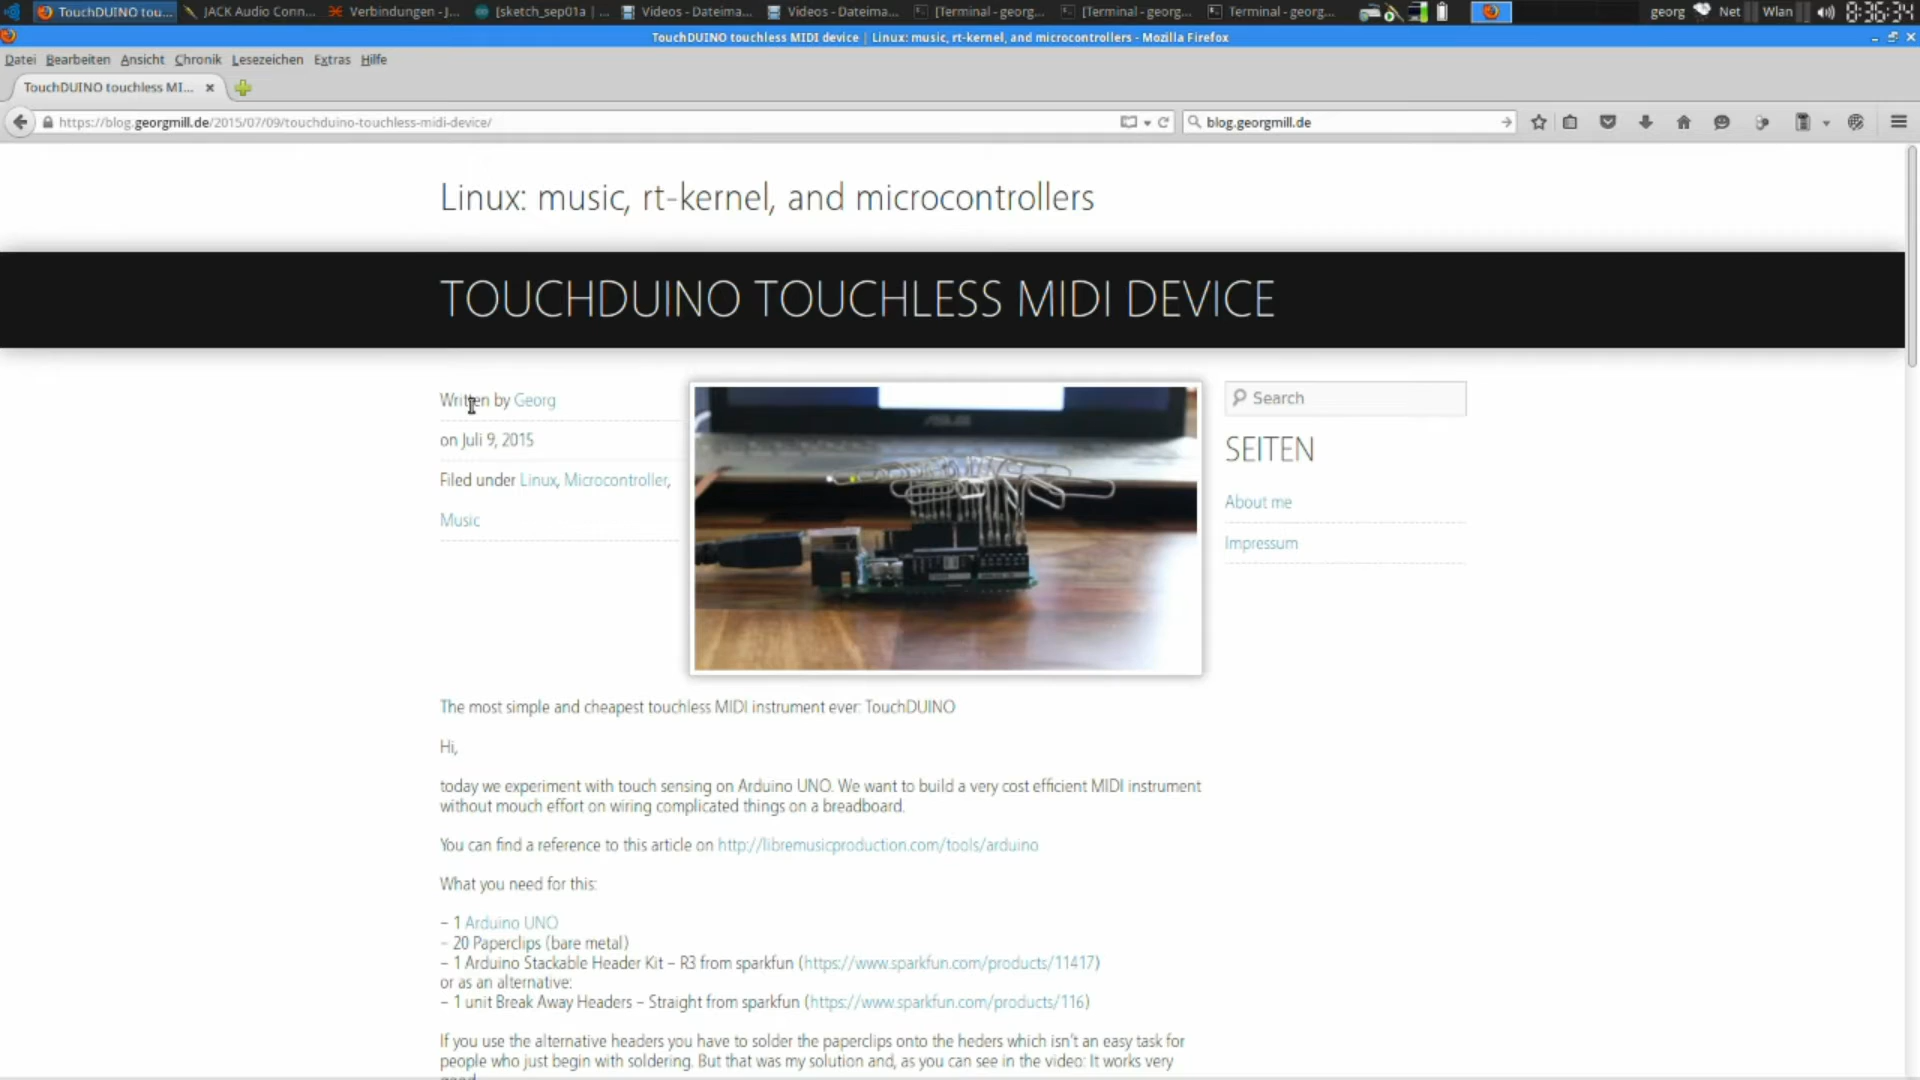 TouchDUINO tou...
JACK Audio Conn...
Verbindungen - J...
[sketch_sep01a | ...
Videos - Dateima...
Videos - Dateima...
[Terminal - georg...
[Terminal - georg...
Terminal - georg...
georg
Net
Wlan
8:36:34
TouchDUINO touchless MIDI device | Linux: music, rt-kernel, and microcontrollers - Mozilla Firefox
Datei Bearbeiten Ansicht Chronik Lesezeichen Extras Hilfe
TouchDUINO touchless MI...
https://blog.georgmill.de/2015/07/09/touchduino-touchless-midi-device/
blog.georgmill.de
Linux: music, rt-kernel, and microcontrollers
TOUCHDUINO TOUCHLESS MIDI DEVICE
Written by Georg
on Juli 9, 2015
Filed under Linux, Microcontroller,
Music
ASUS
Search
SEITEN
About me
Impressum
The most simple and cheapest touchless MIDI instrument ever: TouchDUINO
Hi,
today we experiment with touch sensing on Arduino UNO. We want to build a very cost efficient MIDI instrument
without mouch effort on wiring complicated things on a breadboard.
You can find a reference to this article on http://libremusicproduction.com/tools/arduino
What you need for this:
– 1 Arduino UNO
– 20 Paperclips (bare metal)
– 1 Arduino Stackable Header Kit – R3 from sparkfun (https://www.sparkfun.com/products/11417)
or as an alternative:
– 1 unit Break Away Headers – Straight from sparkfun (https://www.sparkfun.com/products/116)
If you use the alternative headers you have to solder the paperclips onto the heders which isn't an easy task for
people who just begin with soldering. But that was my solution and, as you can see in the video: It works very